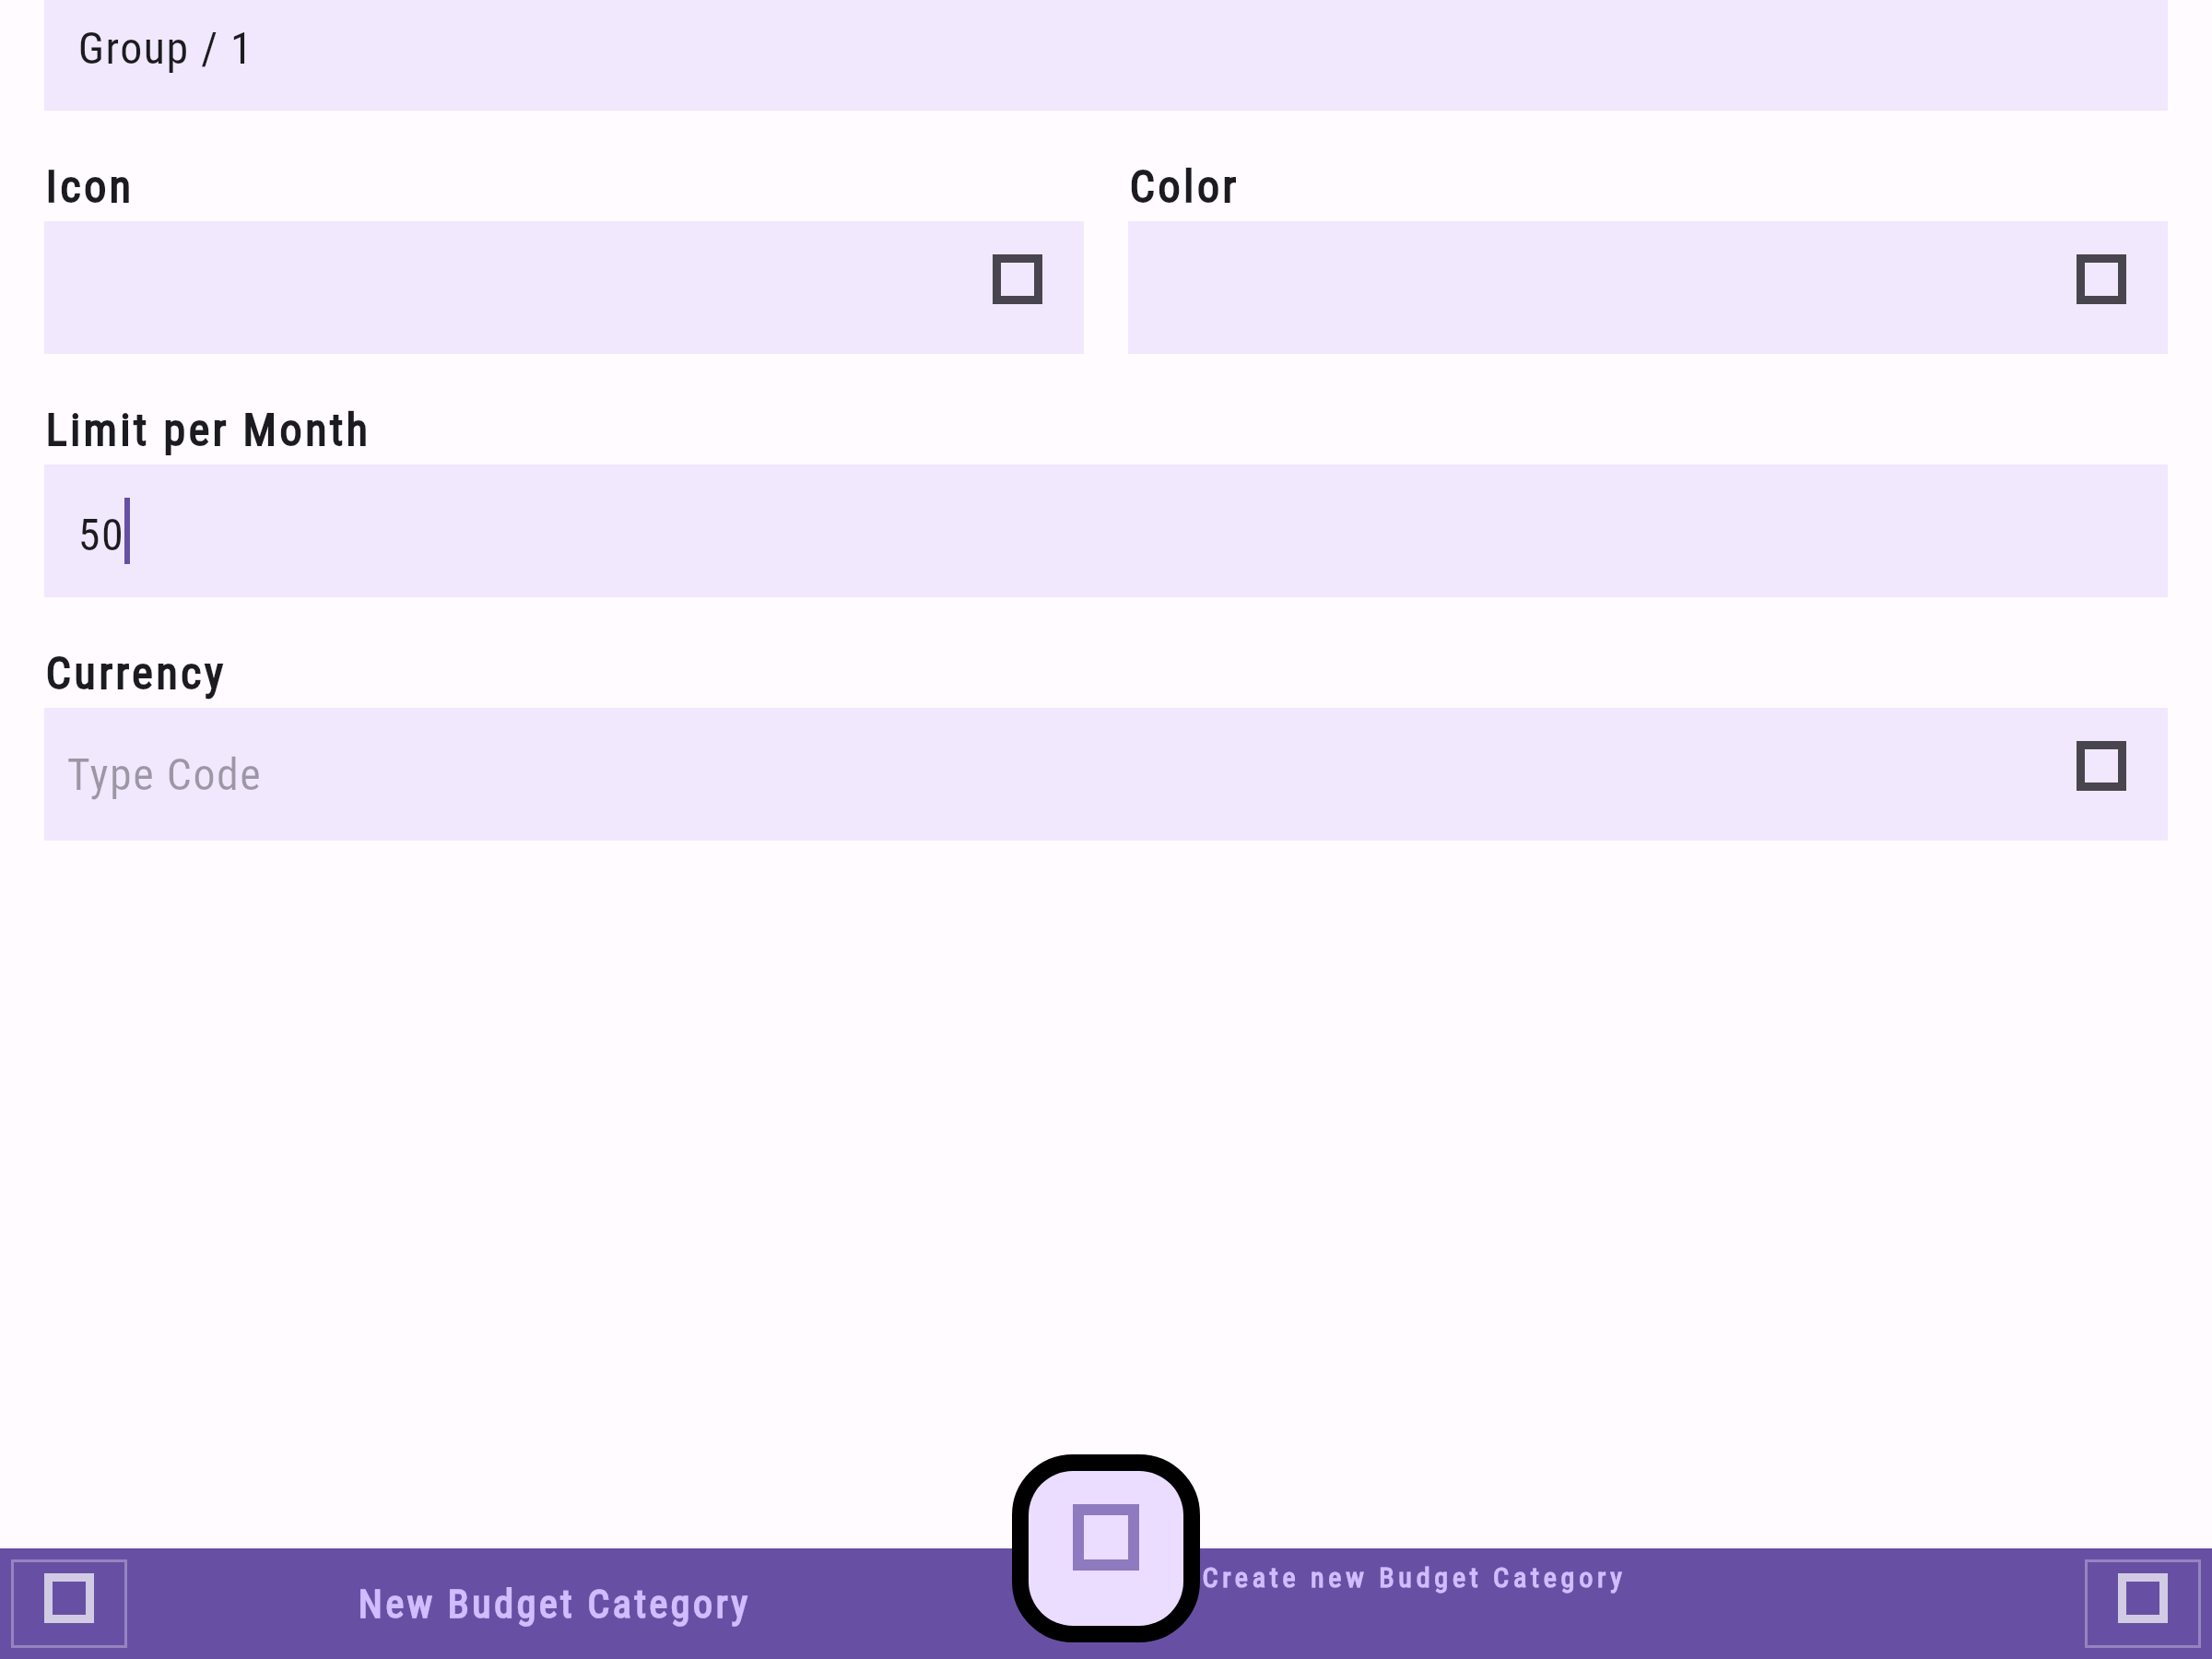 Group / 1
Icon
Color
Limit per Month
50
Currency
Type Code
New Budget Category
Create new Budget Category